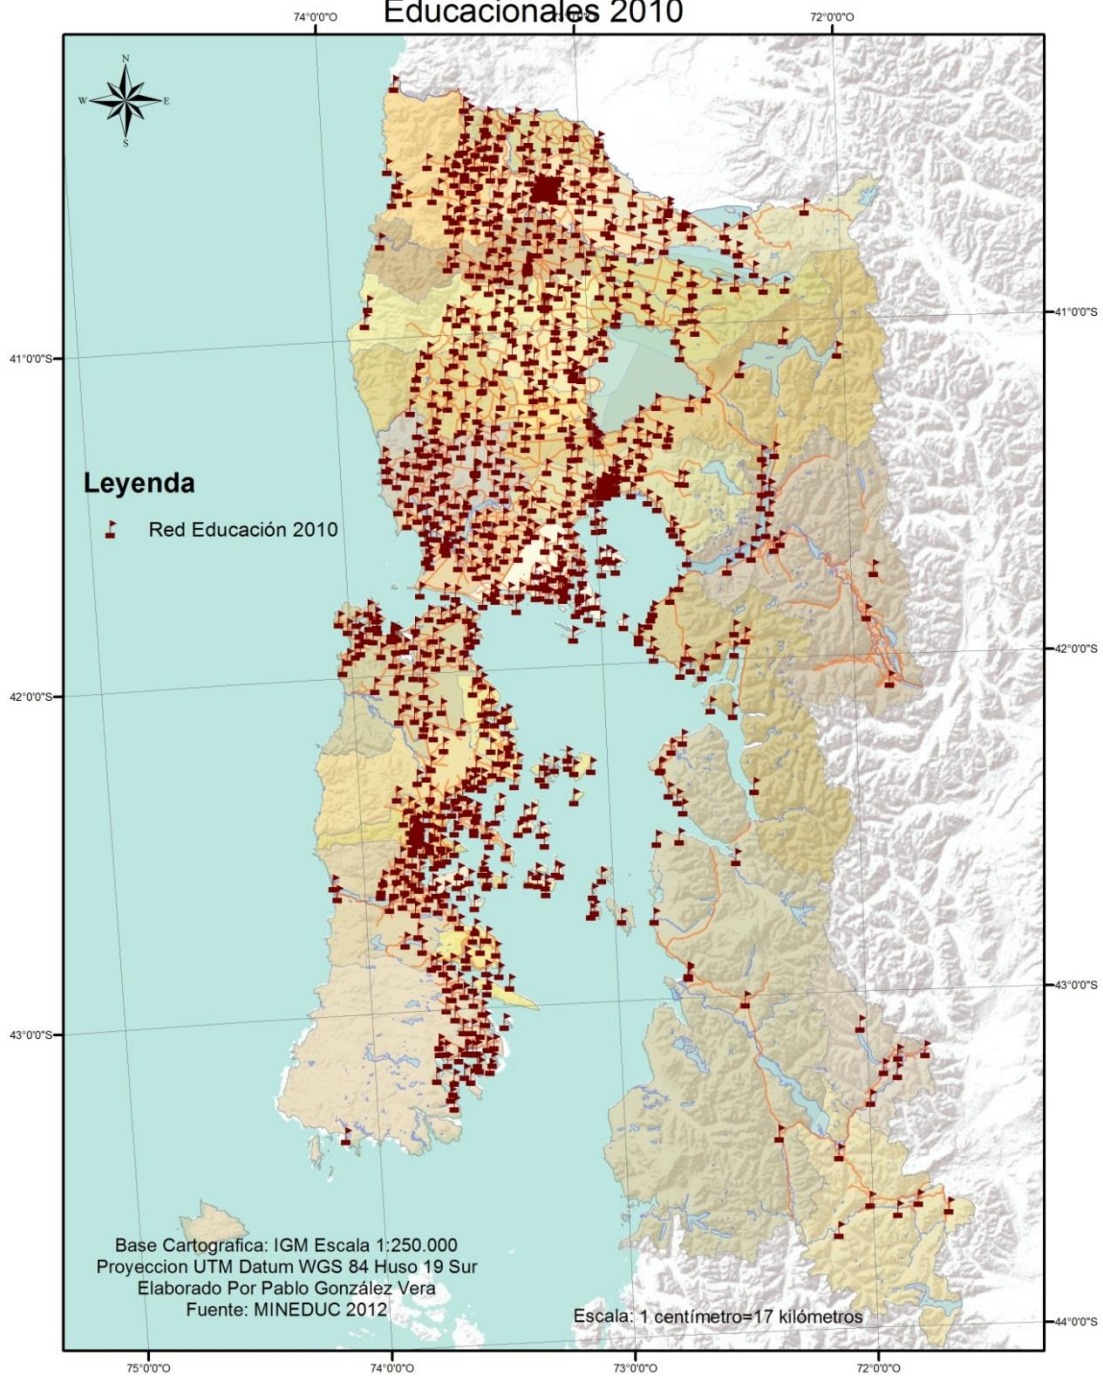 Educacionales 2010
74°0'0"O
72°0'0"O
N
W
E
S
41°0'0"S
41°0'0"S
Leyenda
Red Educación 2010
42°0'0"S
42°0'0"S
43°0'0"S
43°0'0"S
Base Cartografica: IGM Escala 1:250.000
Proyeccion UTM Datum WGS 84 Huso 19 Sur
Elaborado Por Pablo González Vera
Fuente: MINEDUC 2012
Escala: 1 centímetro=17 kilómetros
44°0'0"S
75°0'0"O
74°0'0"O
73°0'0"O
72°0'0"O